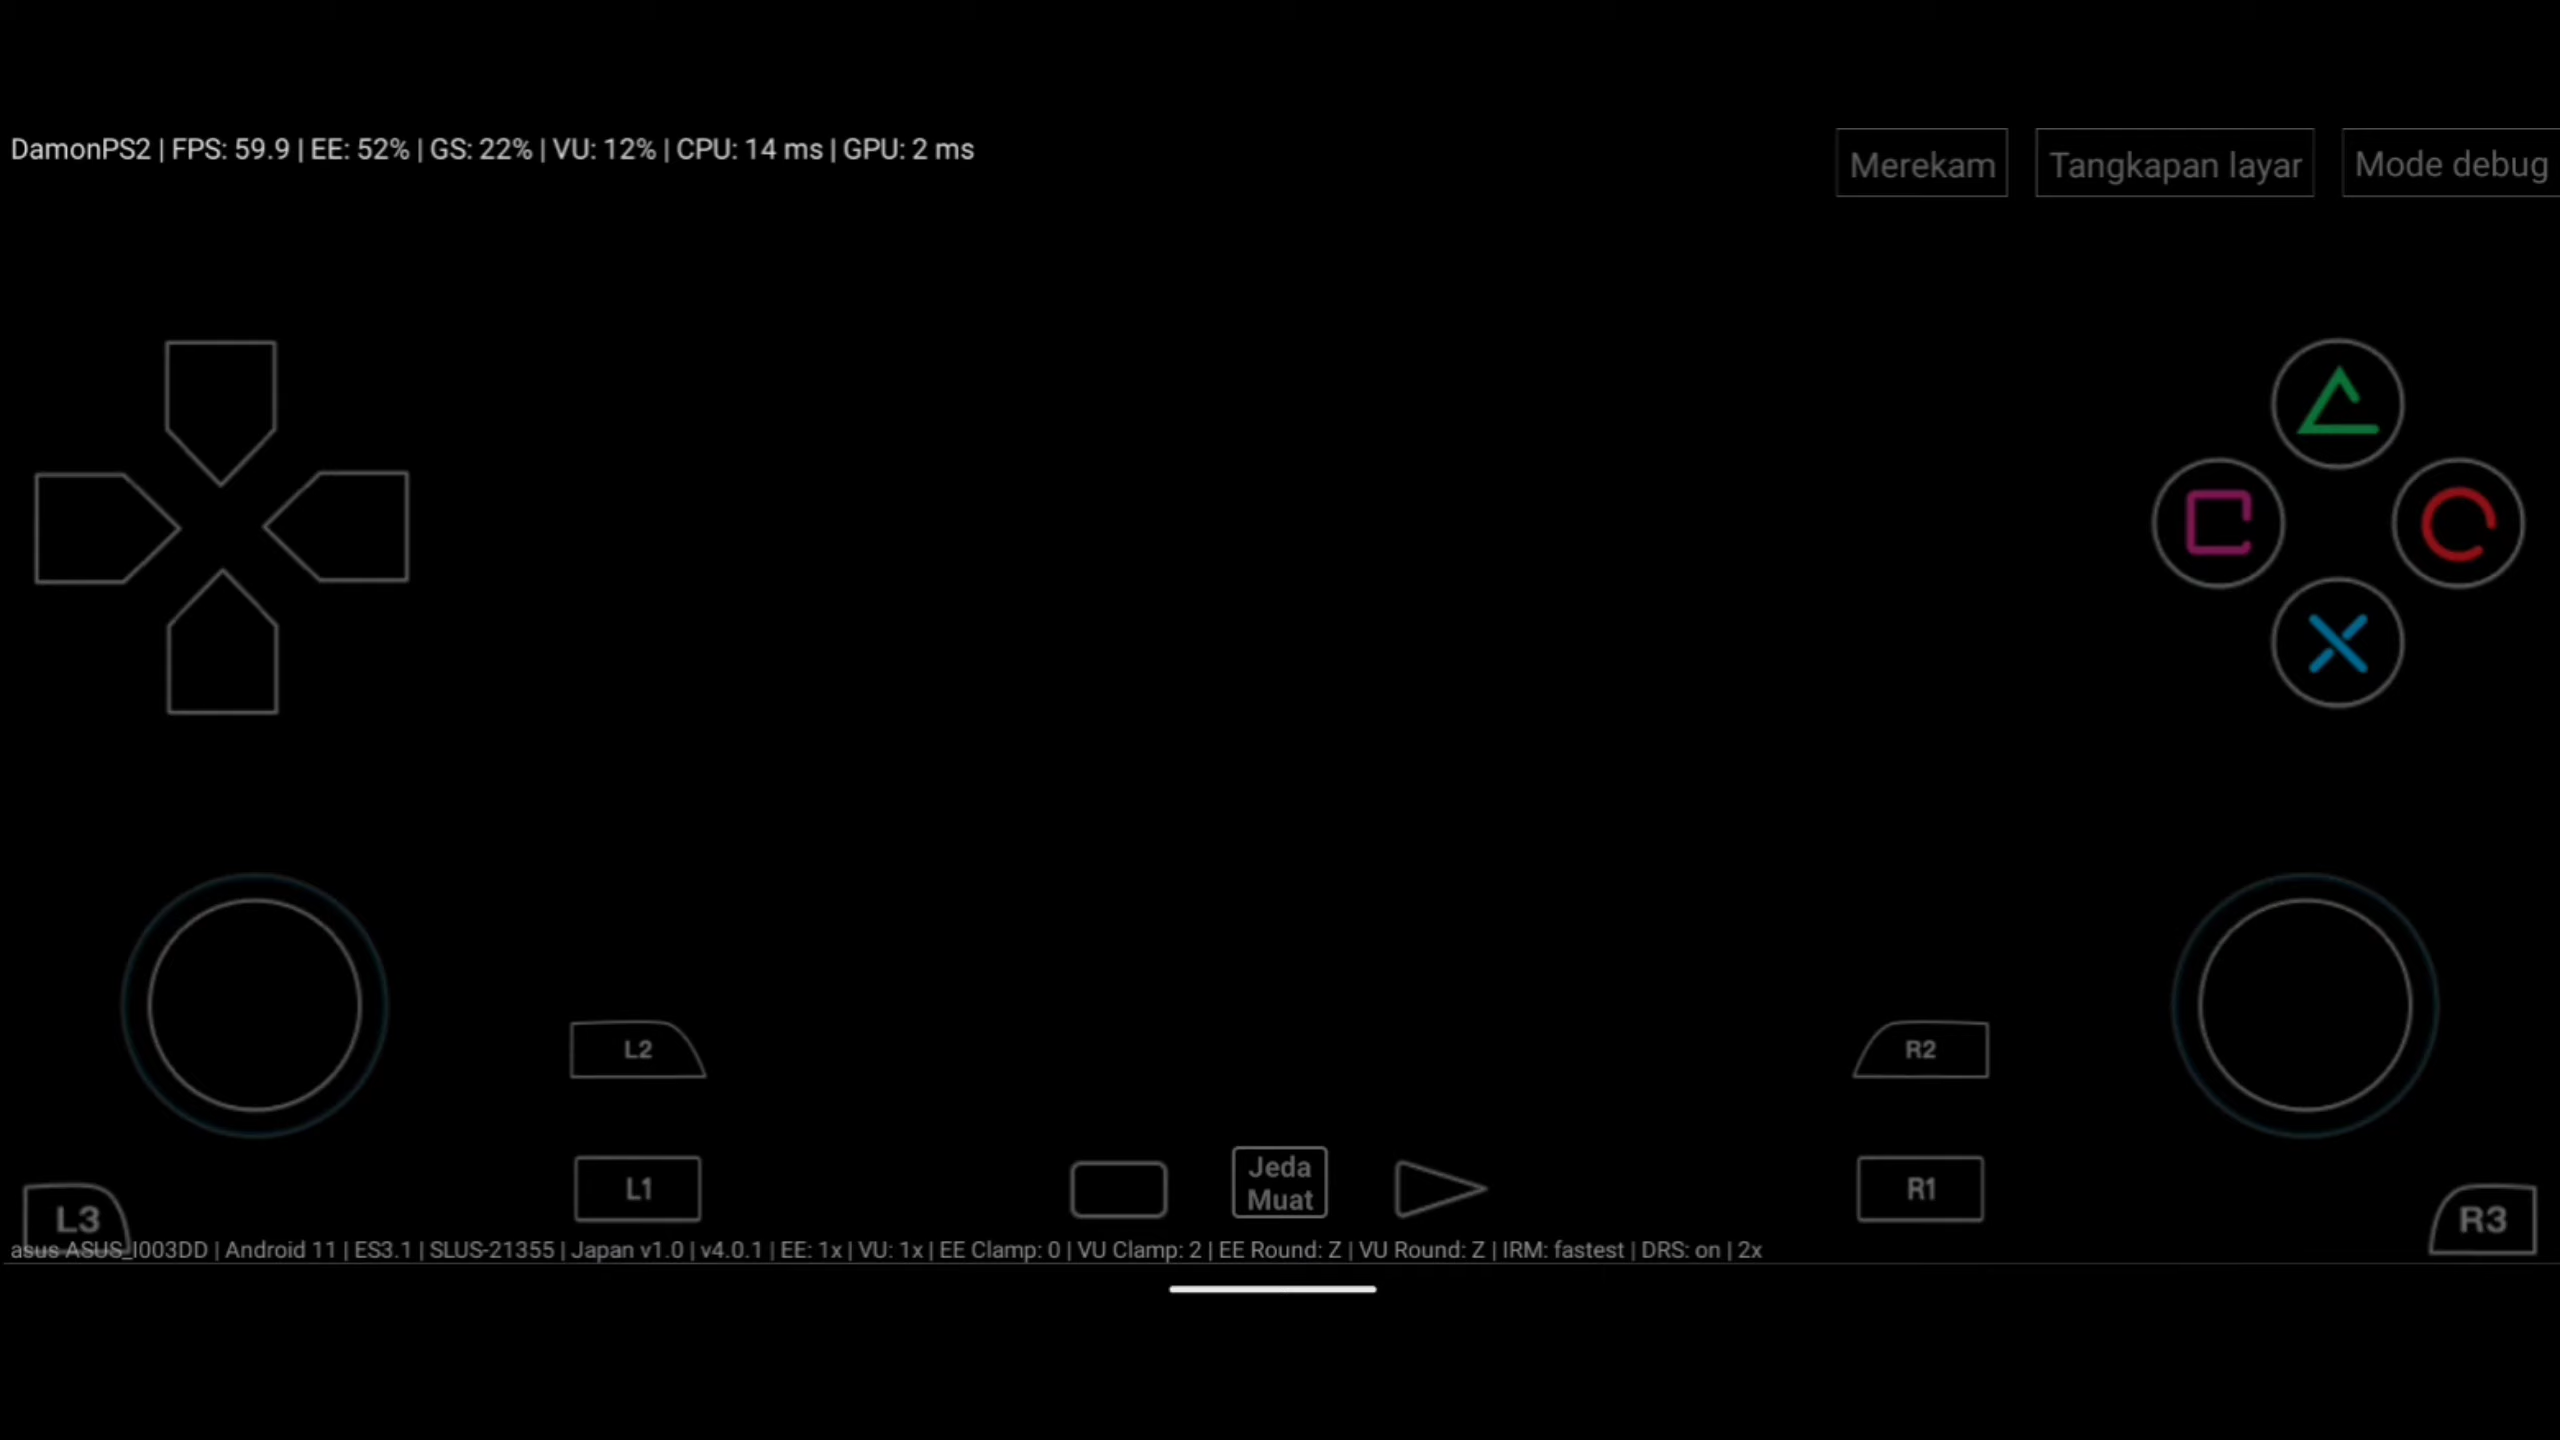 DamonPS2 | FPS: 59.9 | EE: 52% | GS: 22% | VU: 12% | CPU: 14 ms | GPU: 2 ms
Merekam
Tangkapan layar
Mode debug
L2
R2
L1
Jeda
Muat
R1
L3
R3
asus ASUS_I003DD | Android 11 | ES3.1 | SLUS-21355 | Japan v1.0 | v4.0.1 | EE: 1x | VU: 1x | EE Clamp: 0 | VU Clamp: 2 | EE Round: Z | VU Round: Z | IRM: fastest | DRS: on | 2x